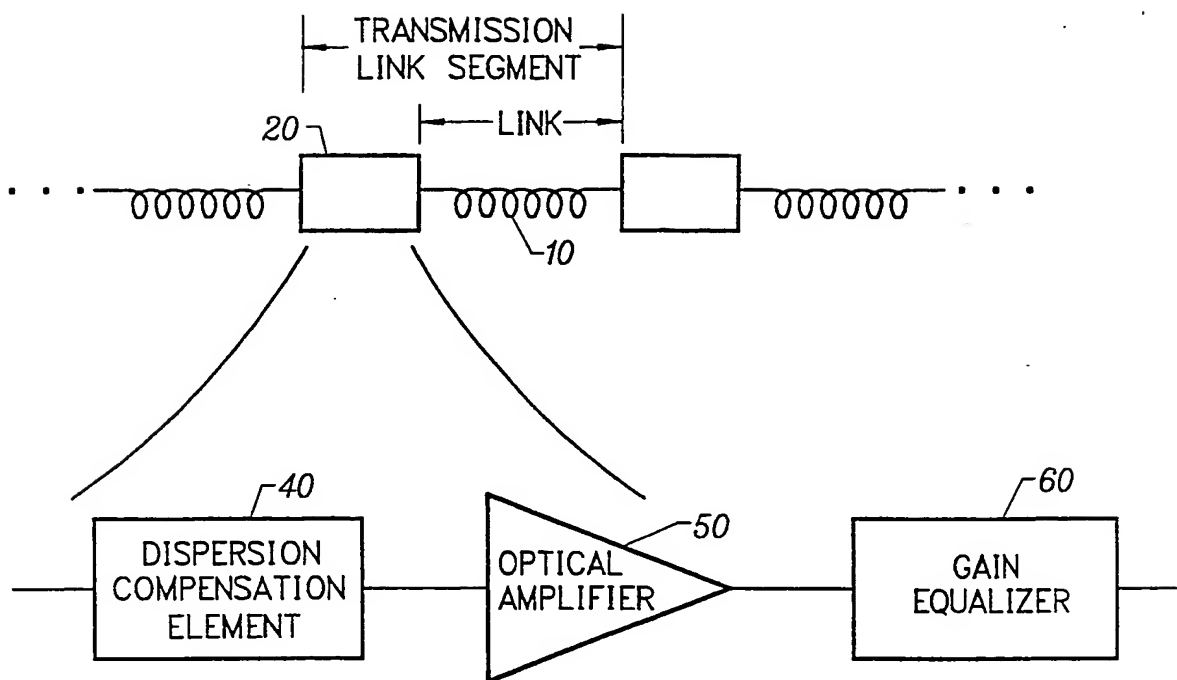 TRANSMISSION
LINK SEGMENT
LINK
20
10
40
50
60
DISPERSION
COMPENSATION
ELEMENT
OPTICAL
AMPLIFIER
GAIN
EQUALIZER